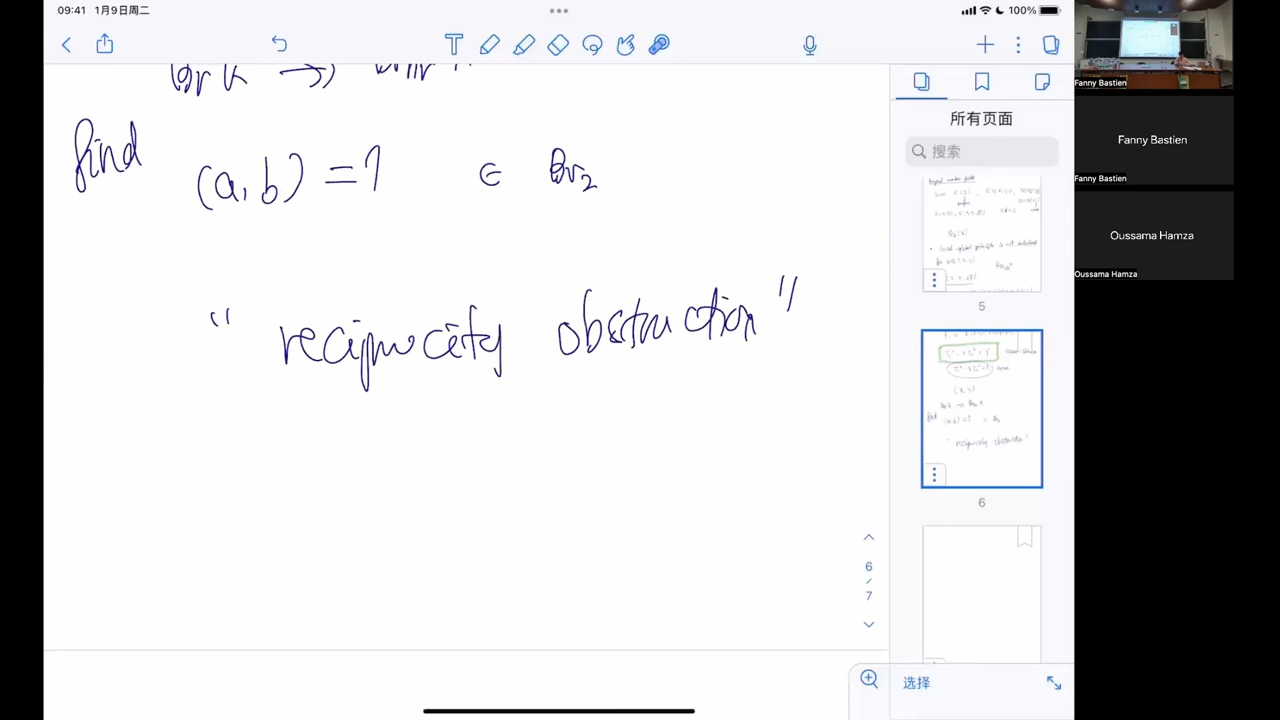 09:41 1月9日周二
100%
find (a, b) = 1 ∈ Br₂
" reciprocity obstruction "
所有页面
搜索
5
6
6
/
7
选择
Fanny Bastien
Fanny Bastien
Fanny Bastien
Oussama Hamza
Oussama Hamza